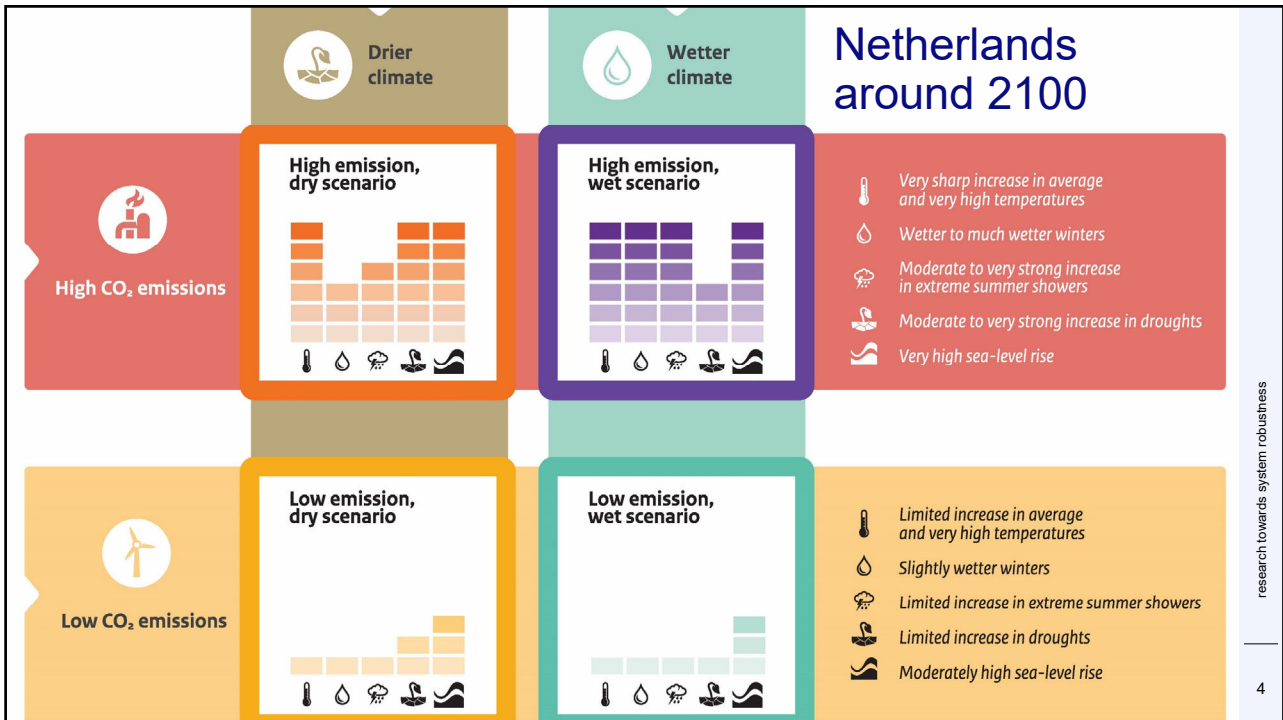 Drier
climate
Wetter
climate
Netherlands
around 2100
High CO₂ emissions
High emission,
dry scenario
High emission,
wet scenario
Very sharp increase in average
and very high temperatures
Wetter to much wetter winters
Moderate to very strong increase
in extreme summer showers
Moderate to very strong increase in droughts
Very high sea-level rise
Low CO₂ emissions
Low emission,
dry scenario
Low emission,
wet scenario
Limited increase in average
and very high temperatures
Slightly wetter winters
Limited increase in extreme summer showers
Limited increase in droughts
Moderately high sea-level rise
research towards system robustness
4